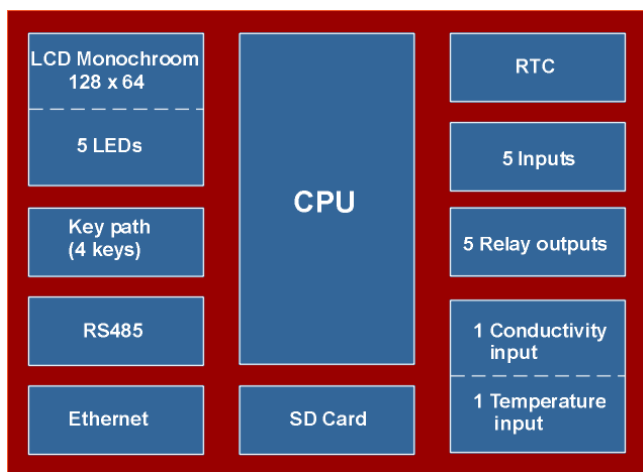 LCD Monochroom
128 x 64
5 LEDs
Key path
(4 keys)
RS485
Ethernet
CPU
SD Card
RTC
5 Inputs
5 Relay outputs
1 Conductivity
input
1 Temperature
input